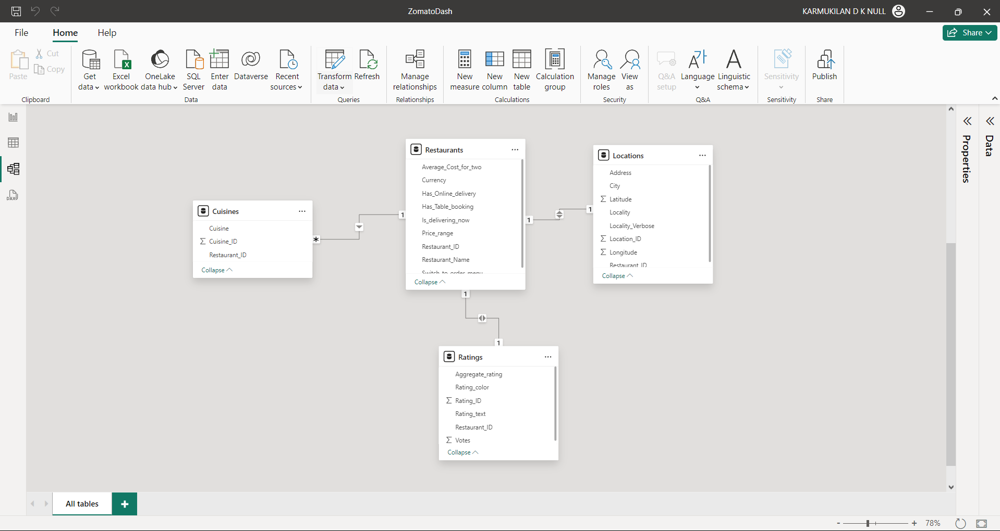 ZomatoDash
KARMUKILAN D K NULL
File
Home
Help
Share
Paste
Cut
Copy
Clipboard
Get data
Excel workbook
OneLake data hub
SQL Server
Enter data
Dataverse
Recent sources
Data
Transform data
Refresh
Queries
Manage relationships
Relationships
New measure
New column
New table
Calculation group
Calculations
Manage roles
View as
Security
Q&A setup
Language
Linguistic schema
Q&A
Sensitivity
Sensitivity
Publish
Share
DAX
Cuisines
Cuisine
Cuisine_ID
Restaurant_ID
Collapse
*
1
Restaurants
Average_Cost_for_two
Currency
Has_Online_delivery
Has_Table_booking
Is_delivering_now
Price_range
Restaurant_ID
Restaurant_Name
Switch_to_order_menu
Collapse
1
1
Locations
Address
City
Latitude
Locality
Locality_Verbose
Location_ID
Longitude
Restaurant_ID
Collapse
1
1
Ratings
Aggregate_rating
Rating_color
Rating_ID
Rating_text
Restaurant_ID
Votes
Collapse
Properties
Data
All tables
+
- + 78%